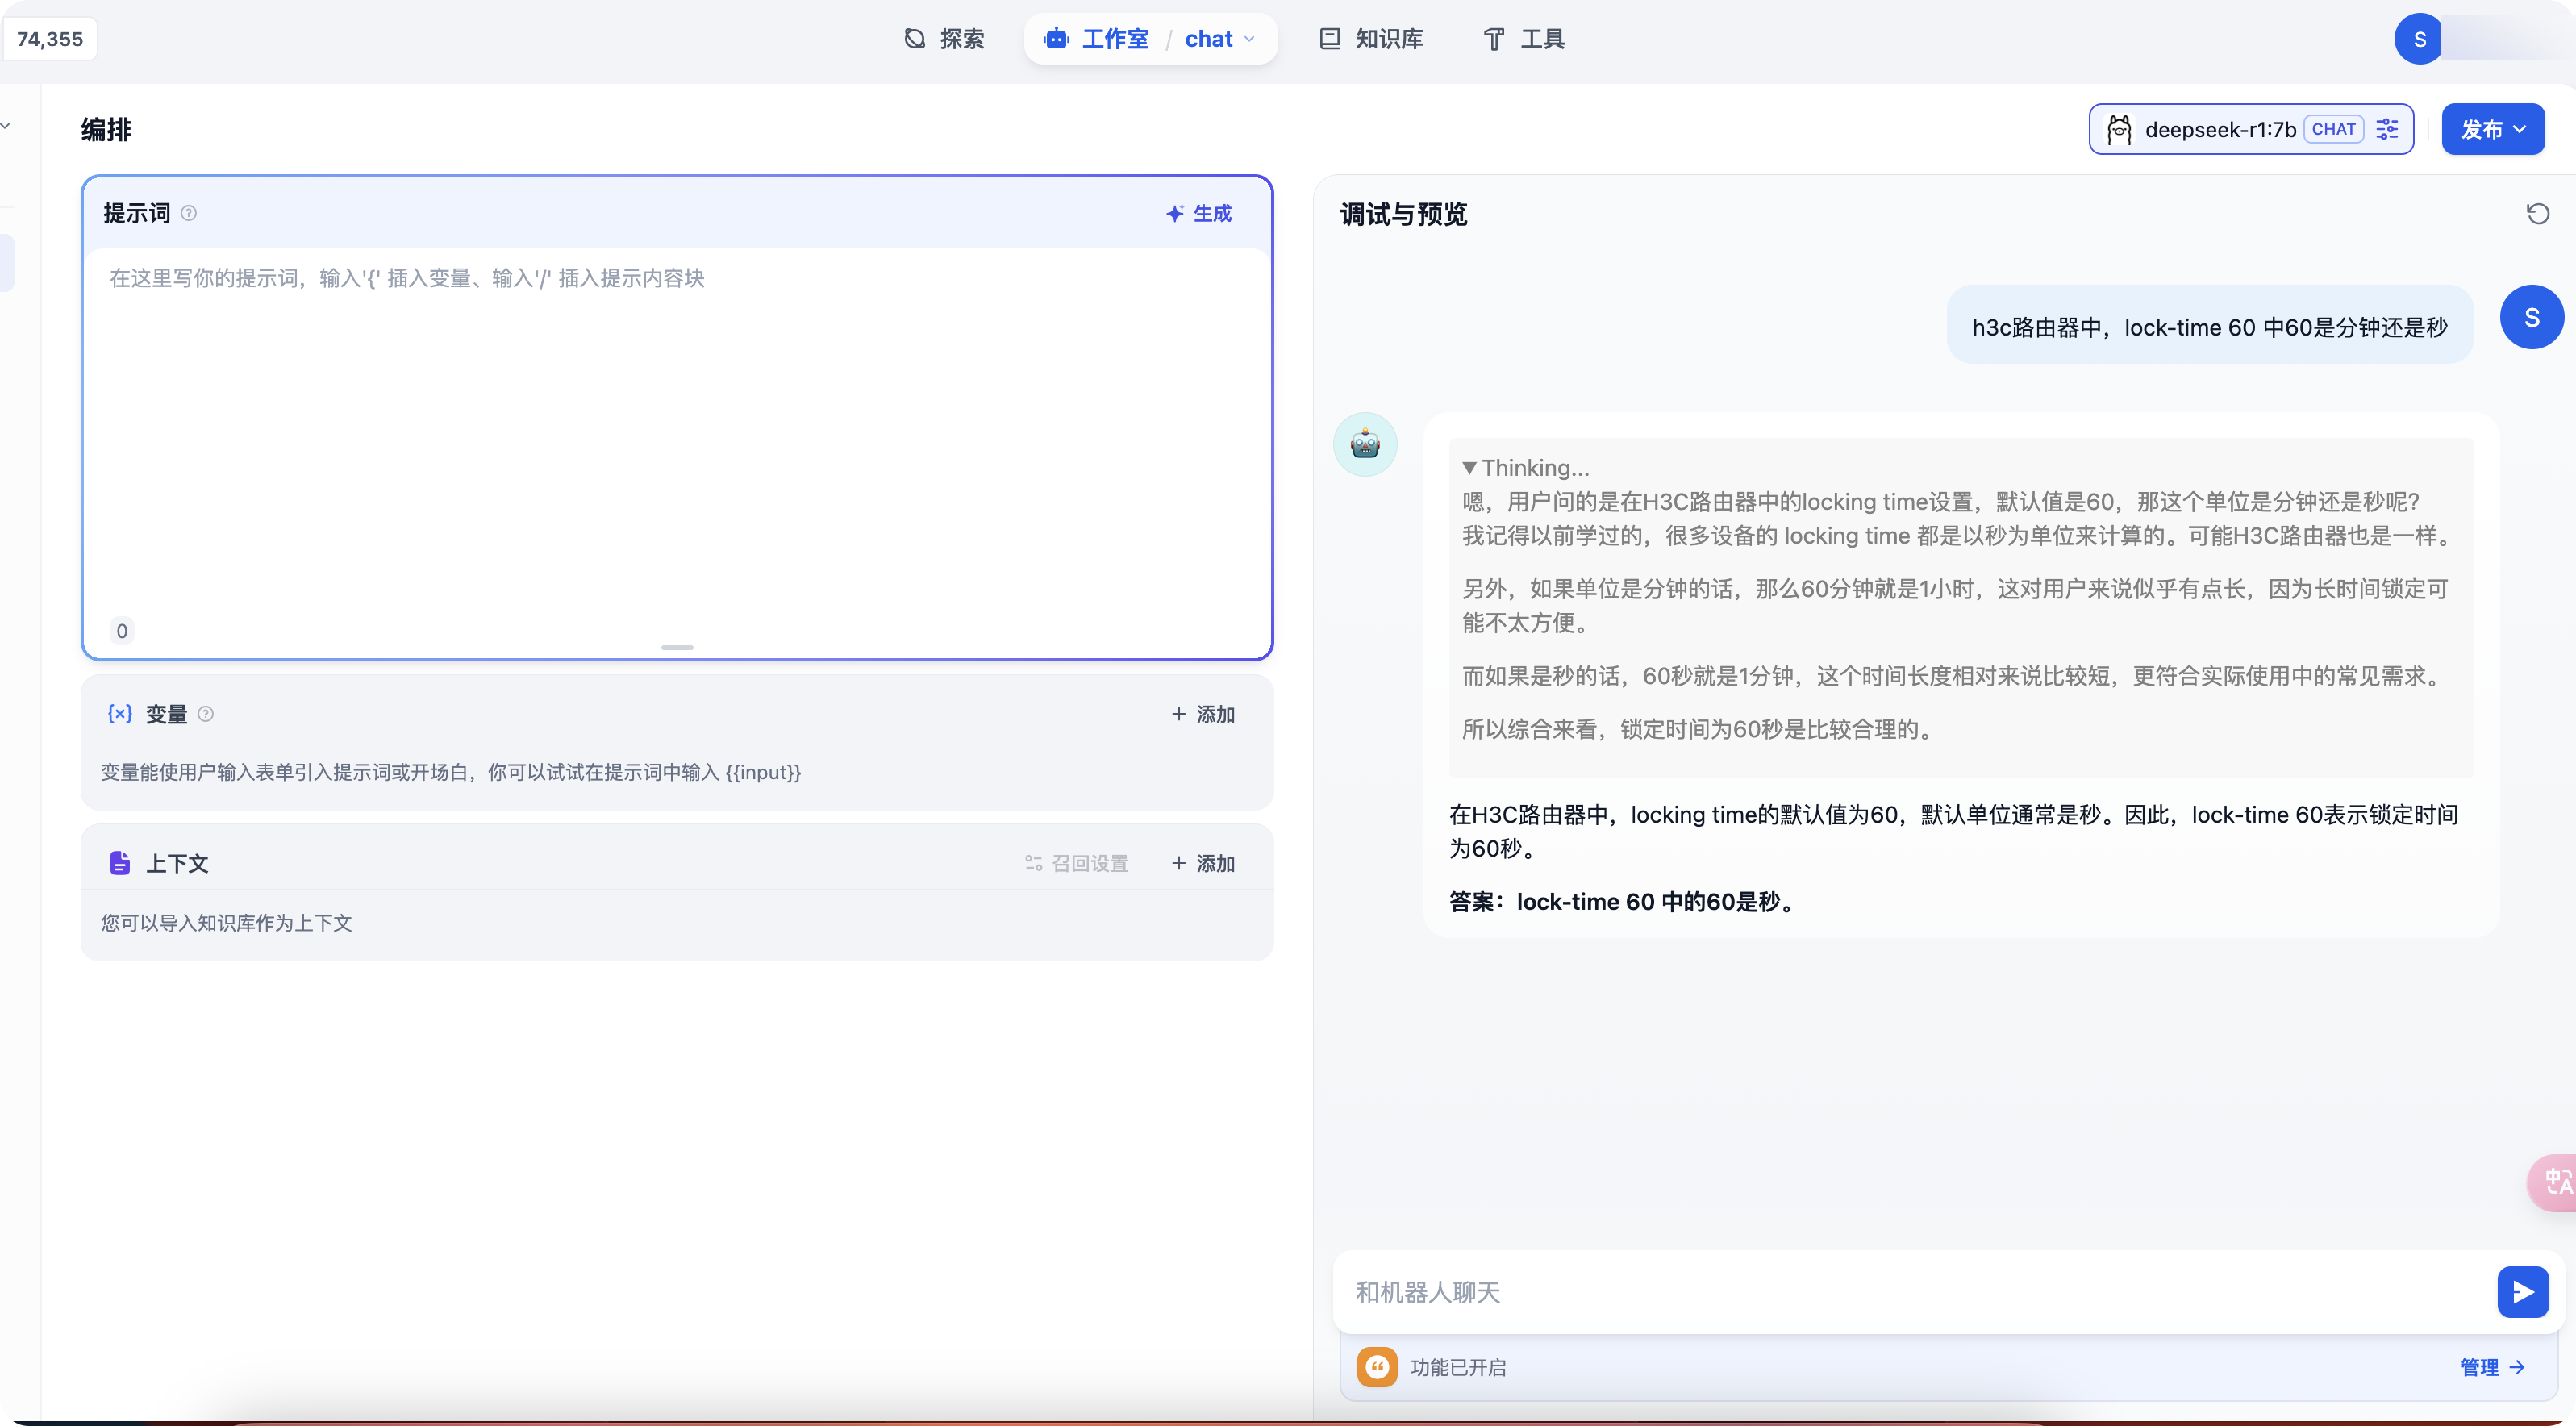 74,355
探索
工作室 / chat
知识库
工具
S
编排
deepseek-r1:7b CHAT
发布
提示词
生成
在这里写你的提示词，输入'{' 插入变量、输入'/' 插入提示内容块
0
变量
+ 添加
变量能使用户输入表单引入提示词或开场白，你可以试试在提示词中输入 {{input}}
上下文
召回设置
+ 添加
您可以导入知识库作为上下文
调试与预览
h3c路由器中，lock-time 60 中60是分钟还是秒
S
▼Thinking...
嗯，用户问的是在H3C路由器中的locking time设置，默认值是60，那这个单位是分钟还是秒呢？
我记得以前学过的，很多设备的 locking time 都是以秒为单位来计算的。可能H3C路由器也是一样。
另外，如果单位是分钟的话，那么60分钟就是1小时，这对用户来说似乎有点长，因为长时间锁定可
能不太方便。
而如果是秒的话，60秒就是1分钟，这个时间长度相对来说比较短，更符合实际使用中的常见需求。
所以综合来看，锁定时间为60秒是比较合理的。
在H3C路由器中，locking time的默认值为60，默认单位通常是秒。因此，lock-time 60表示锁定时间
为60秒。
答案：lock-time 60 中的60是秒。
中A
和机器人聊天
功能已开启
管理 →